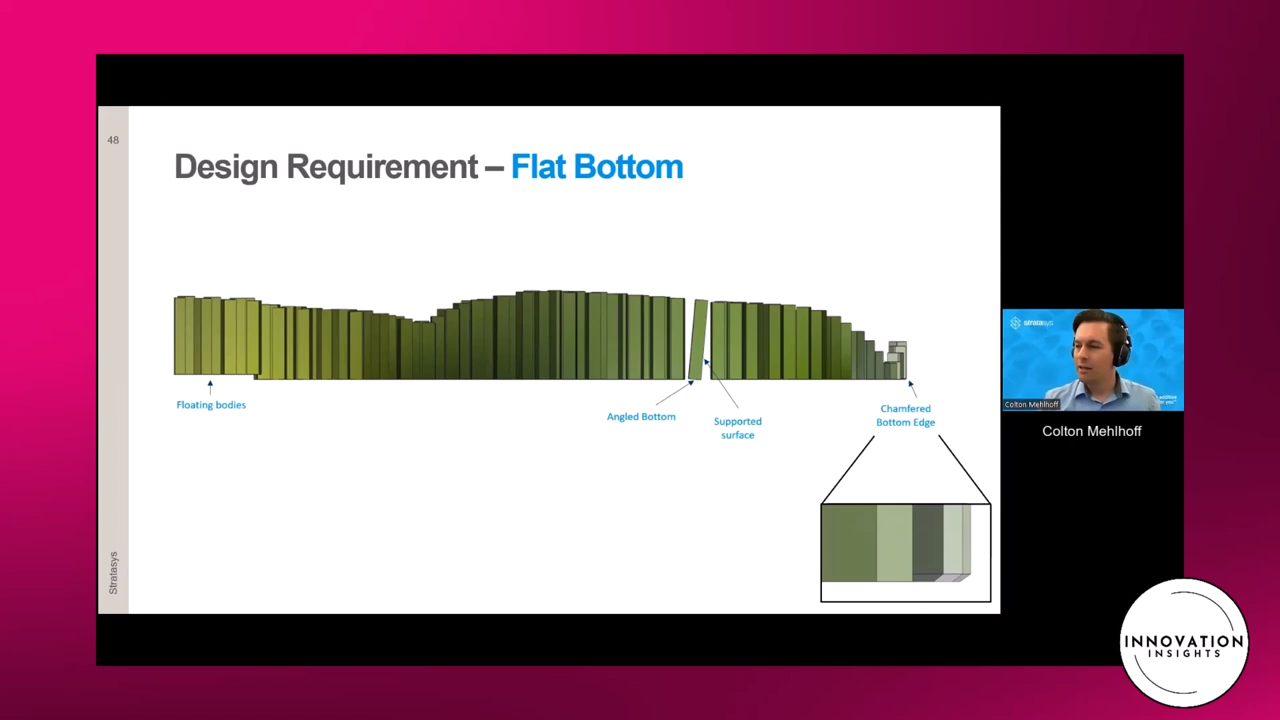 48
Design Requirement – Flat Bottom
Floating bodies
Angled Bottom
Supported
surface
Chamfered
Bottom Edge
Stratasys
stratasys
Colton Mehlhoff
Colton Mehlhoff
INNOVATION
INSIGHTS